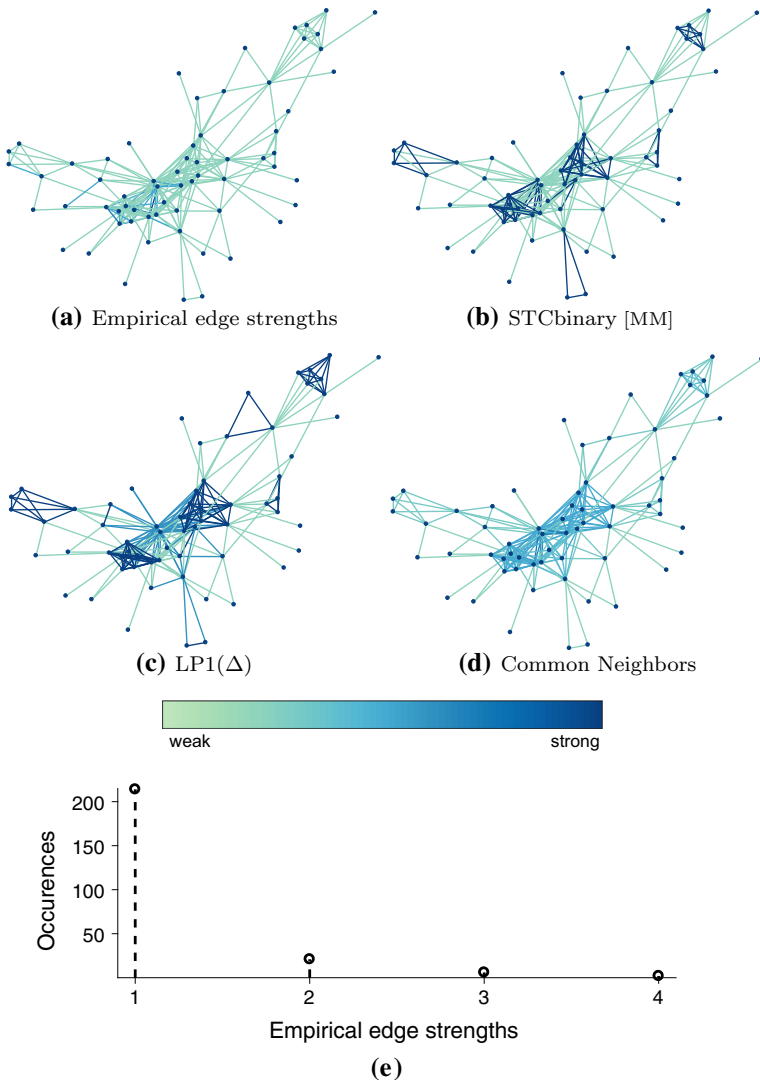 (a) Empirical edge strengths
(b) STCbinary [MM]
(c) LP1(Δ)
(d) Common Neighbors
weak
strong
200
150
100
50
Occurences
1 2 3 4
Empirical edge strengths
(e)